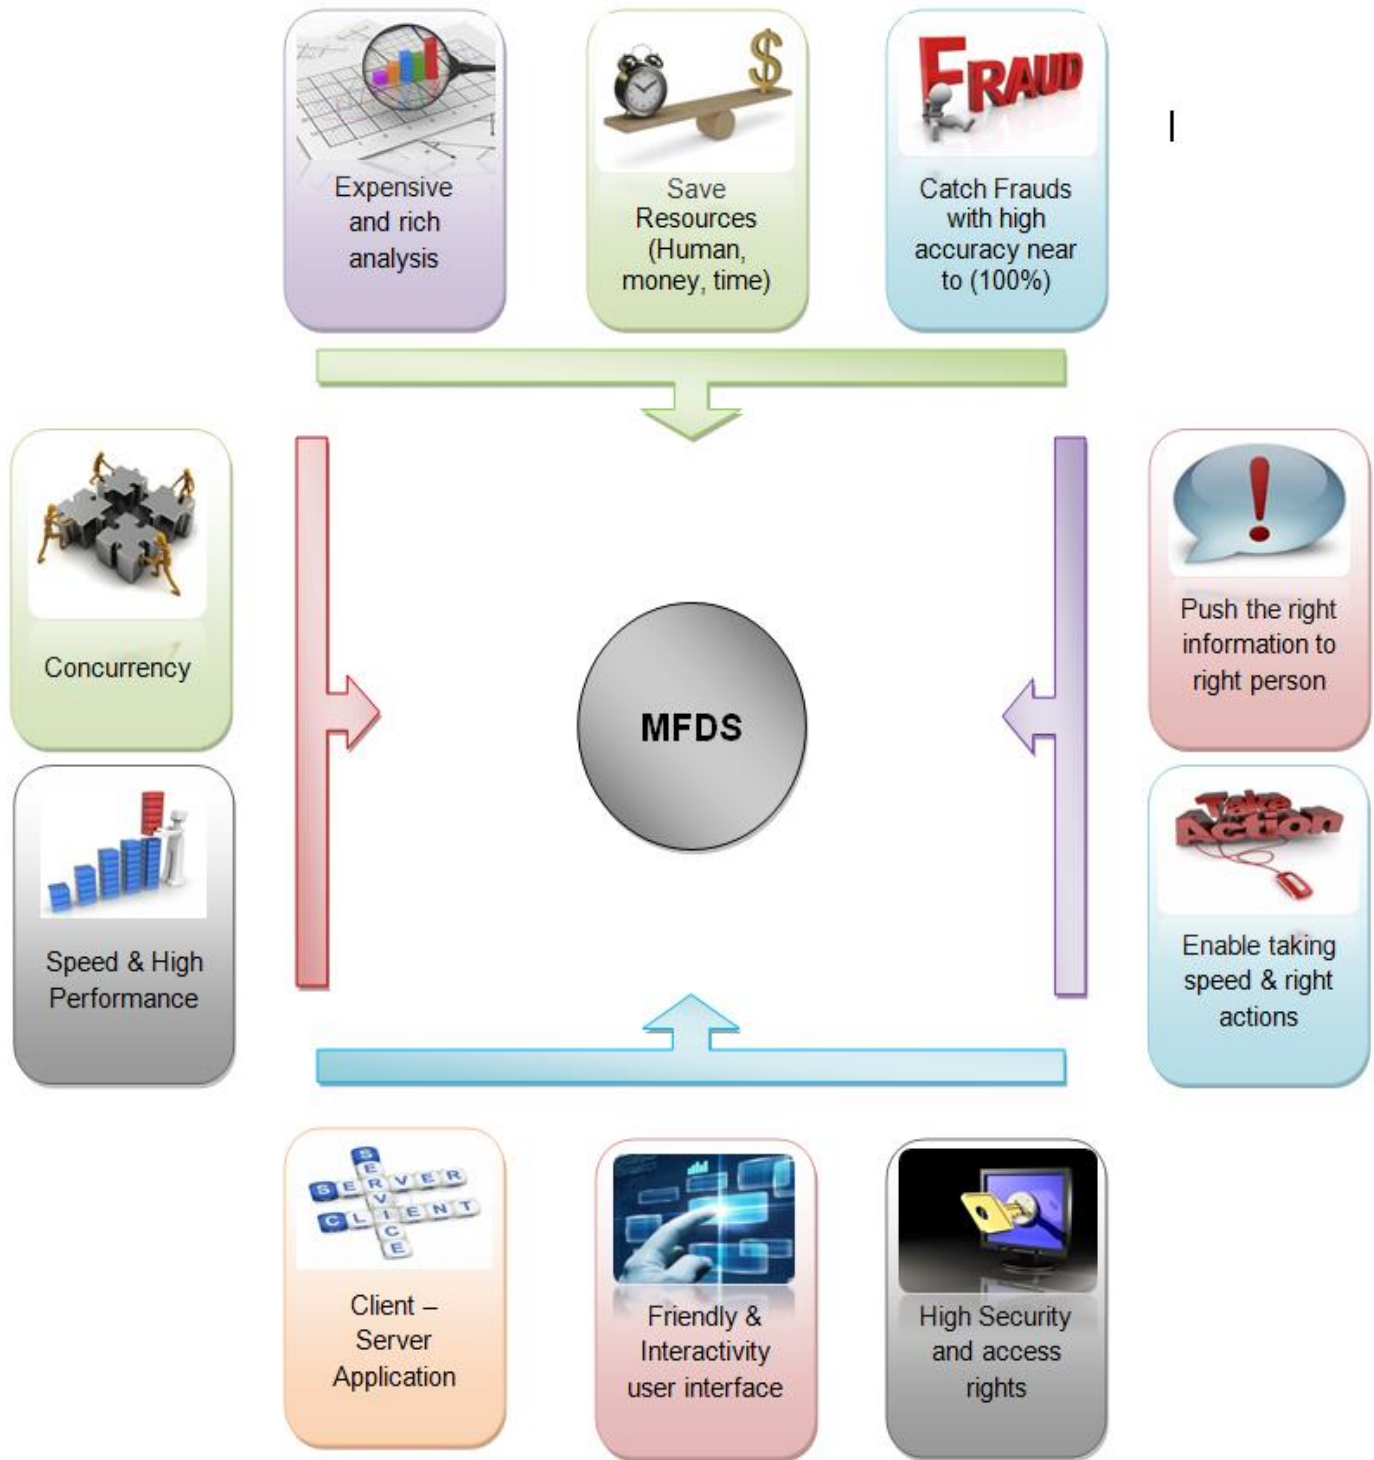 FRAUD
Expensive
and rich
analysis
Save
Resources
(Human,
money, time)
Catch Frauds
with high
accuracy near
to (100%)
Concurrency
Speed & High
Performance
MFDS
Push the right
information to
right person
Take
Action
Enable taking
speed & right
actions
SERVICE
SERVER
CLIENT
Client –
Server
Application
Friendly &
Interactivity
user interface
High Security
and access
rights